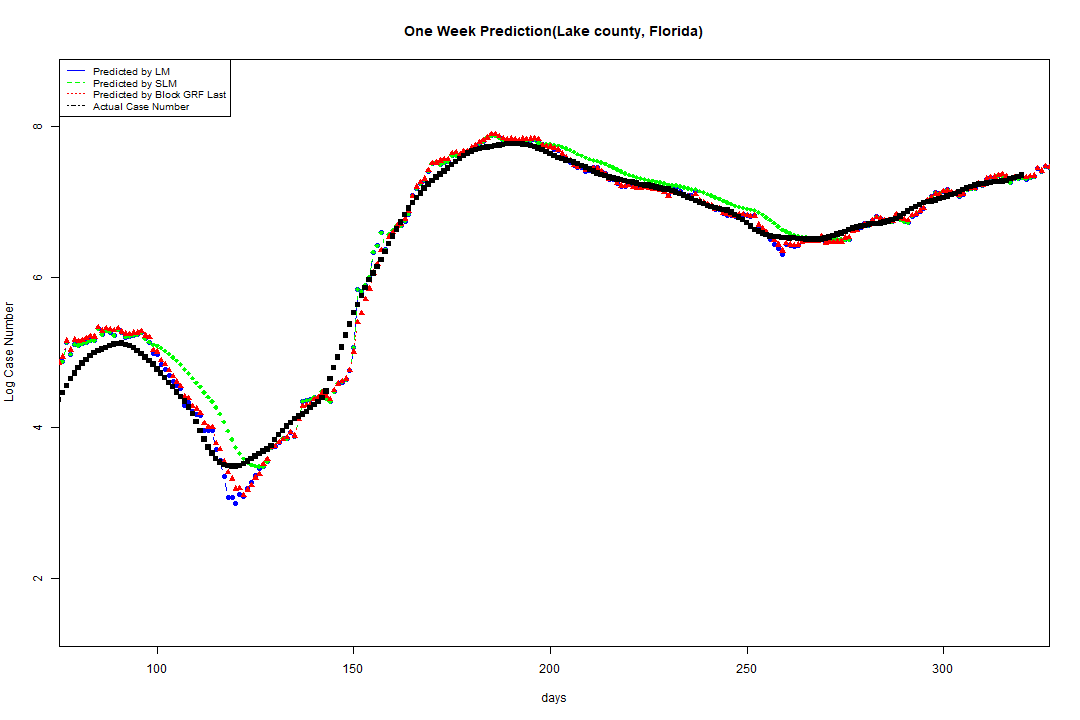 One Week Prediction(Lake county, Florida)
Predicted by LM
Predicted by SLM
Predicted by Block GRF Last
Actual Case Number
8
6
4
2
Log Case Number
100
150
200
250
300
days